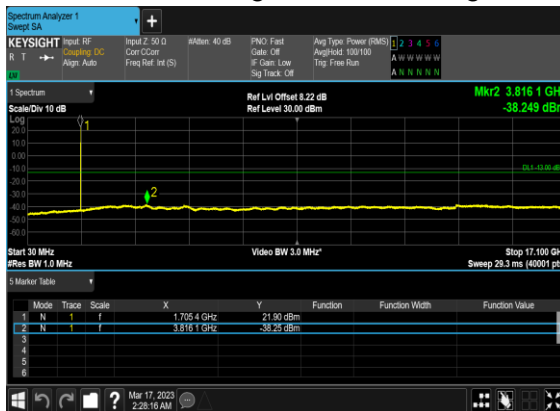 Spectrum Analyzer 1
Swept SA
KEYSIGHT Input: RF Input Z: 50 Ω #Atten: 40 dB PNO: Fast Avg Type: Power (RMS) 1 2 3 4 5 6
R T Coupling: DC Corr CCorr Gate: Off Avg|Hold: 100/100 A W W W W W
Align: Auto Freq Ref: Int (S) IF Gain: Low Trig: Free Run A N N N N N
Sig Track: Off
1 Spectrum Ref Lvl Offset 8.22 dB Mkr2 3.816 1 GH
Scale/Div 10 dB Ref Level 30.00 dBm -38.249 dBr
Log
20.0 1
10.0
0.00
-10.0 DL1 -13.00 dB
-20.0
-30.0 2
-40.0
-50.0
-60.0
Start 30 MHz Video BW 3.0 MHz* Stop 17.100 GH
#Res BW 1.0 MHz Sweep 29.3 ms (40001 pt
5 Marker Table
Mode Trace Scale X Y Function Function Width Function Value
1 N 1 f 1.705 4 GHz 21.90 dBm
2 N 1 f 3.816 1 GHz -38.25 dBm
3
4
5
6
Mar 17, 2023
2:28:16 AM